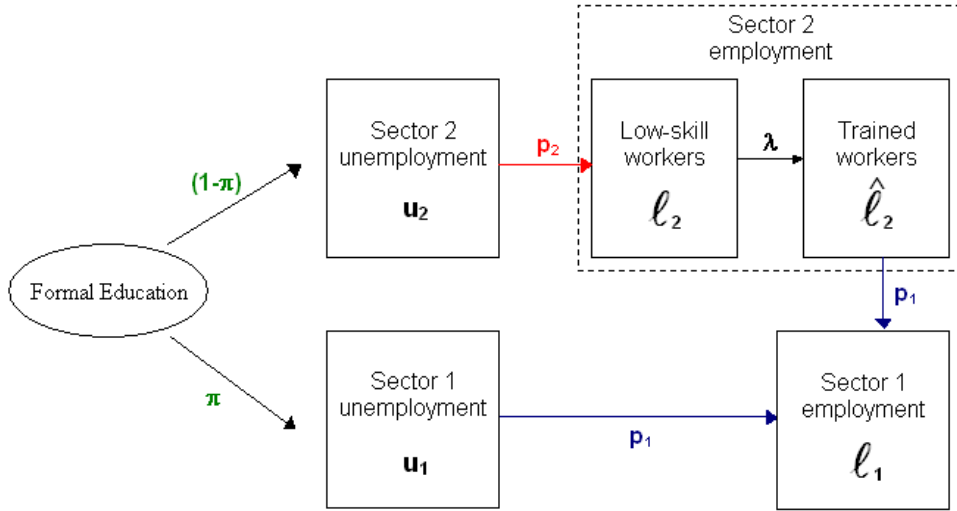 Sector 2
employment
Sector 2
unemployment
u₂
p₂
Low-skill
workers
ℓ₂
λ
Trained
workers
ℓ̂₂
(1-π)
Formal Education
π
p₁
Sector 1
unemployment
u₁
p₁
Sector 1
employment
ℓ₁